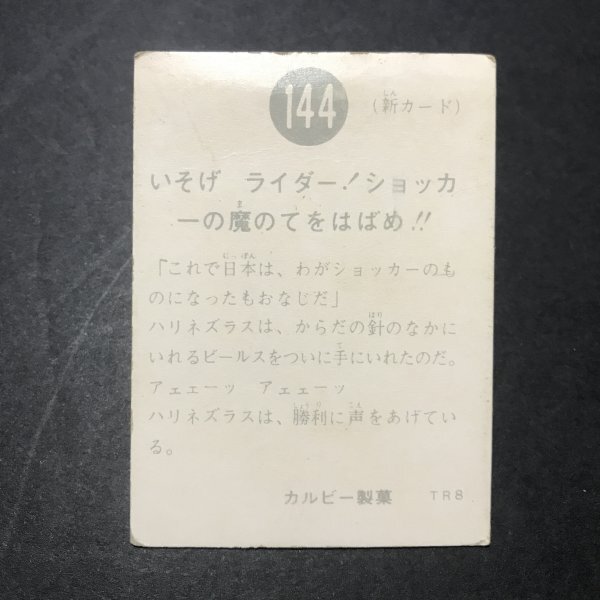 144
（新カード）
いそげ　ライダー！ショッカ
ーの魔のてをはばめ！！
「これで日本は、わがショッカーのも
のになったもおなじだ」
ハリネズラスは、からだの針のなかに
いれるビールスをついに手にいれたのだ。
アェェーッ　アェェーッ
ハリネズラスは、勝利に声をあげてい
る。
カルビー製菓　TR8